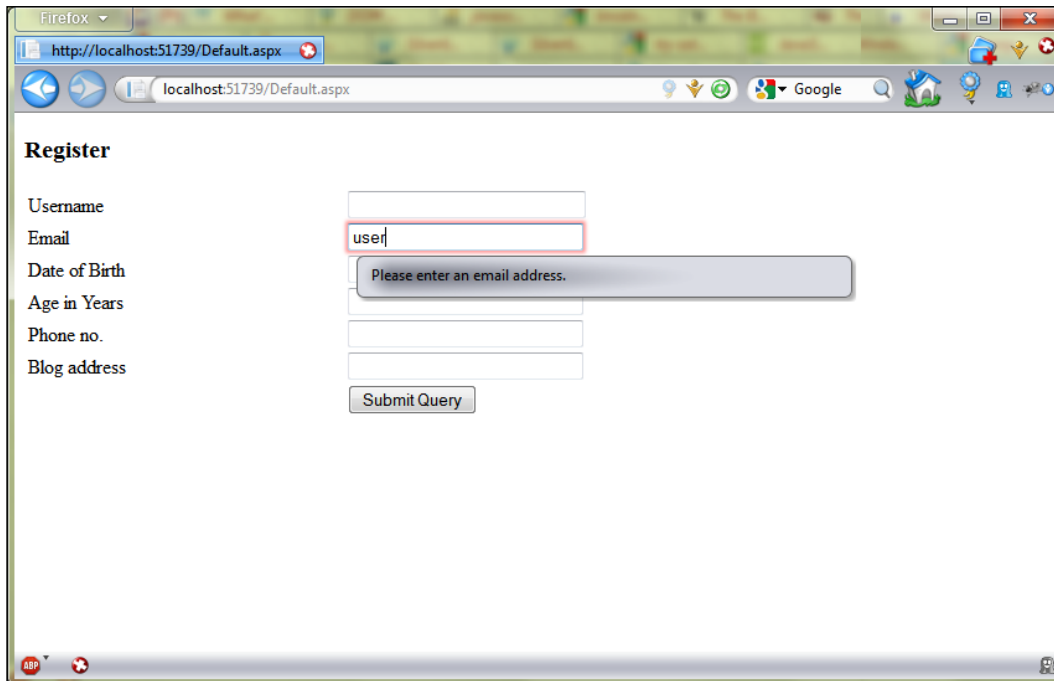 Firefox
http://localhost:51739/Default.aspx
localhost:51739/Default.aspx
Google
Register
Username
Email
user
Date of Birth
Please enter an email address.
Age in Years
Phone no.
Blog address
Submit Query
ABP